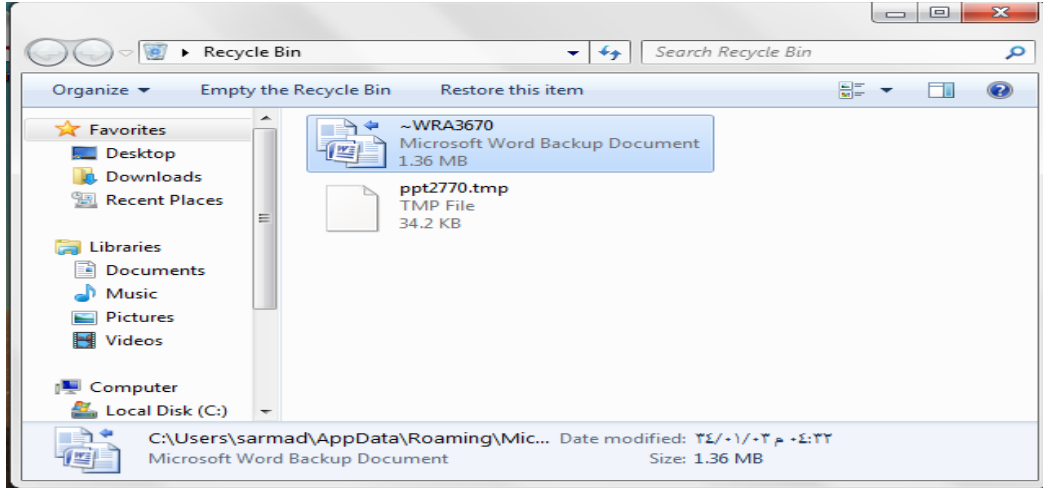 Recycle Bin
Search Recycle Bin
Organize
Empty the Recycle Bin
Restore this item
Favorites
Desktop
Downloads
Recent Places
Libraries
Documents
Music
Pictures
Videos
Computer
Local Disk (C:)
~WRA3670
Microsoft Word Backup Document
1.36 MB
ppt2770.tmp
TMP File
34.2 KB
C:\Users\sarmad\AppData\Roaming\Mic... Date modified: ٣٤/٠١/٠٣ م ٠٤:٣٢
Microsoft Word Backup Document Size: 1.36 MB